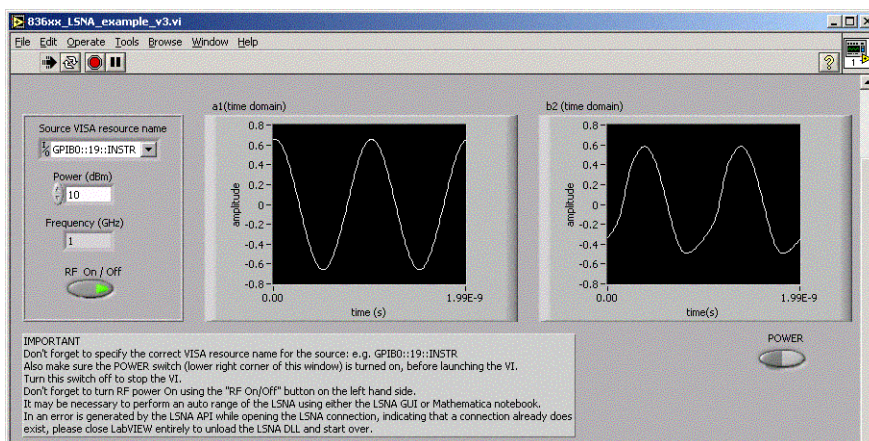 836xx_LSNA_example_v3.vi
File Edit Operate Tools Browse Window Help
? 1
a1(time domain)
b2 (time domain)
Source VISA resource name
I/O GPIB0::19::INSTR
Power (dBm)
10
Frequency (GHz)
1
RF On / Off
0.8
0.6
0.4
0.2
0
-0.2
-0.4
-0.6
-0.8
amplitude
0.00
1.99E-9
time (s)
0.8
0.6
0.4
0.2
0
-0.2
-0.4
-0.6
-0.8
amplitude
0.00
1.99E-9
time(s)
IMPORTANT
Don't forget to specify the correct VISA resource name for the source: e.g. GPIB0::19::INSTR
Also make sure the POWER switch (lower right corner of this window) is turned on, before launching the VI.
Turn this switch off to stop the VI.
Don't forget to turn RF power On using the "RF On/Off" button on the left hand side.
It may be necessary to perform an auto range of the LSNA using either the LSNA GUI or Mathematica notebook.
In an error is generated by the LSNA API while opening the LSNA connection, indicating that a connection already does
exist, please close LabVIEW entirely to unload the LSNA DLL and start over.
POWER